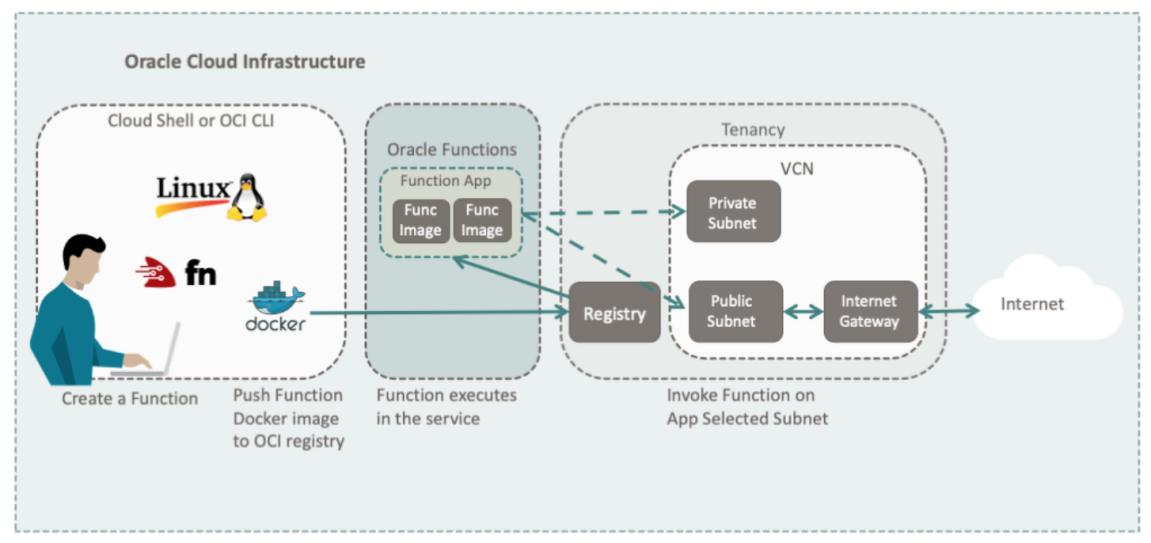 Oracle Cloud Infrastructure
Cloud Shell or OCI CLI
Linux
fn
docker
Create a Function
Push Function
Docker image
to OCI registry
Oracle Functions
Function App
Func
Image
Func
Image
Function executes
in the service
Tenancy
VCN
Private
Subnet
Registry
Public
Subnet
Internet
Gateway
Invoke Function on
App Selected Subnet
Internet